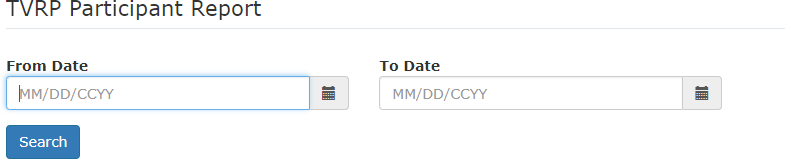 TVRP Participant Report
From Date To Date
MM/DD/CCYY MM/DD/CCYY
Search